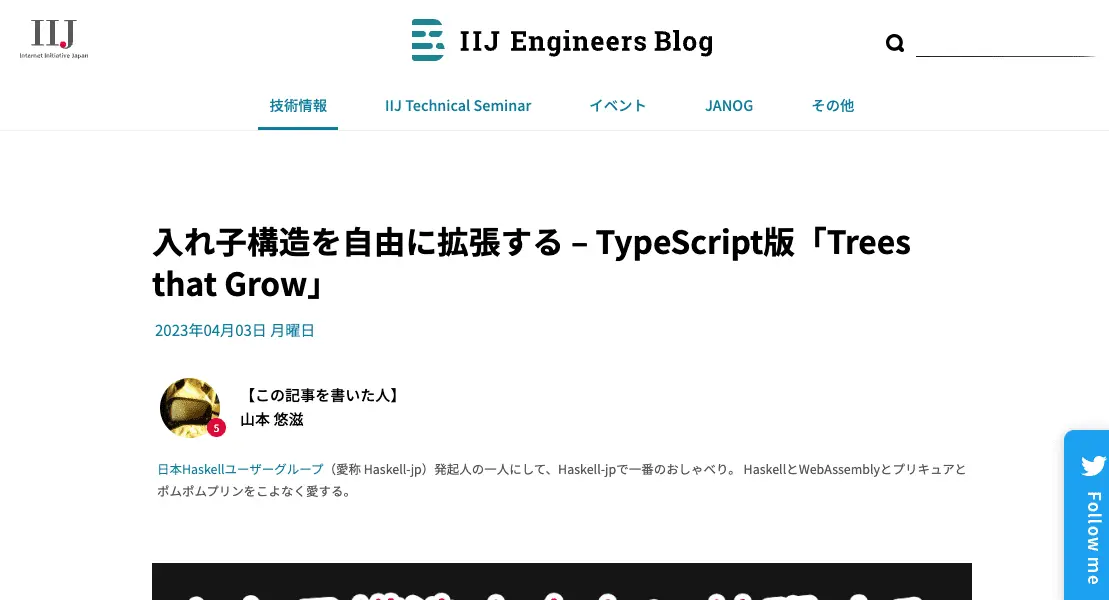 IIJ
Internet Initiative Japan
IIJ Engineers Blog
技術情報
IIJ Technical Seminar
イベント
JANOG
その他
入れ子構造を自由に拡張する – TypeScript版「Trees
that Grow」
2023年04月03日 月曜日
5
【この記事を書いた人】
山本 悠滋
日本Haskellユーザーグループ（愛称 Haskell-jp）発起人の一人にして、Haskell-jpで一番のおしゃべり。 HaskellとWebAssemblyとプリキュアと
ポムポムプリンをこよなく愛する。
Follow me